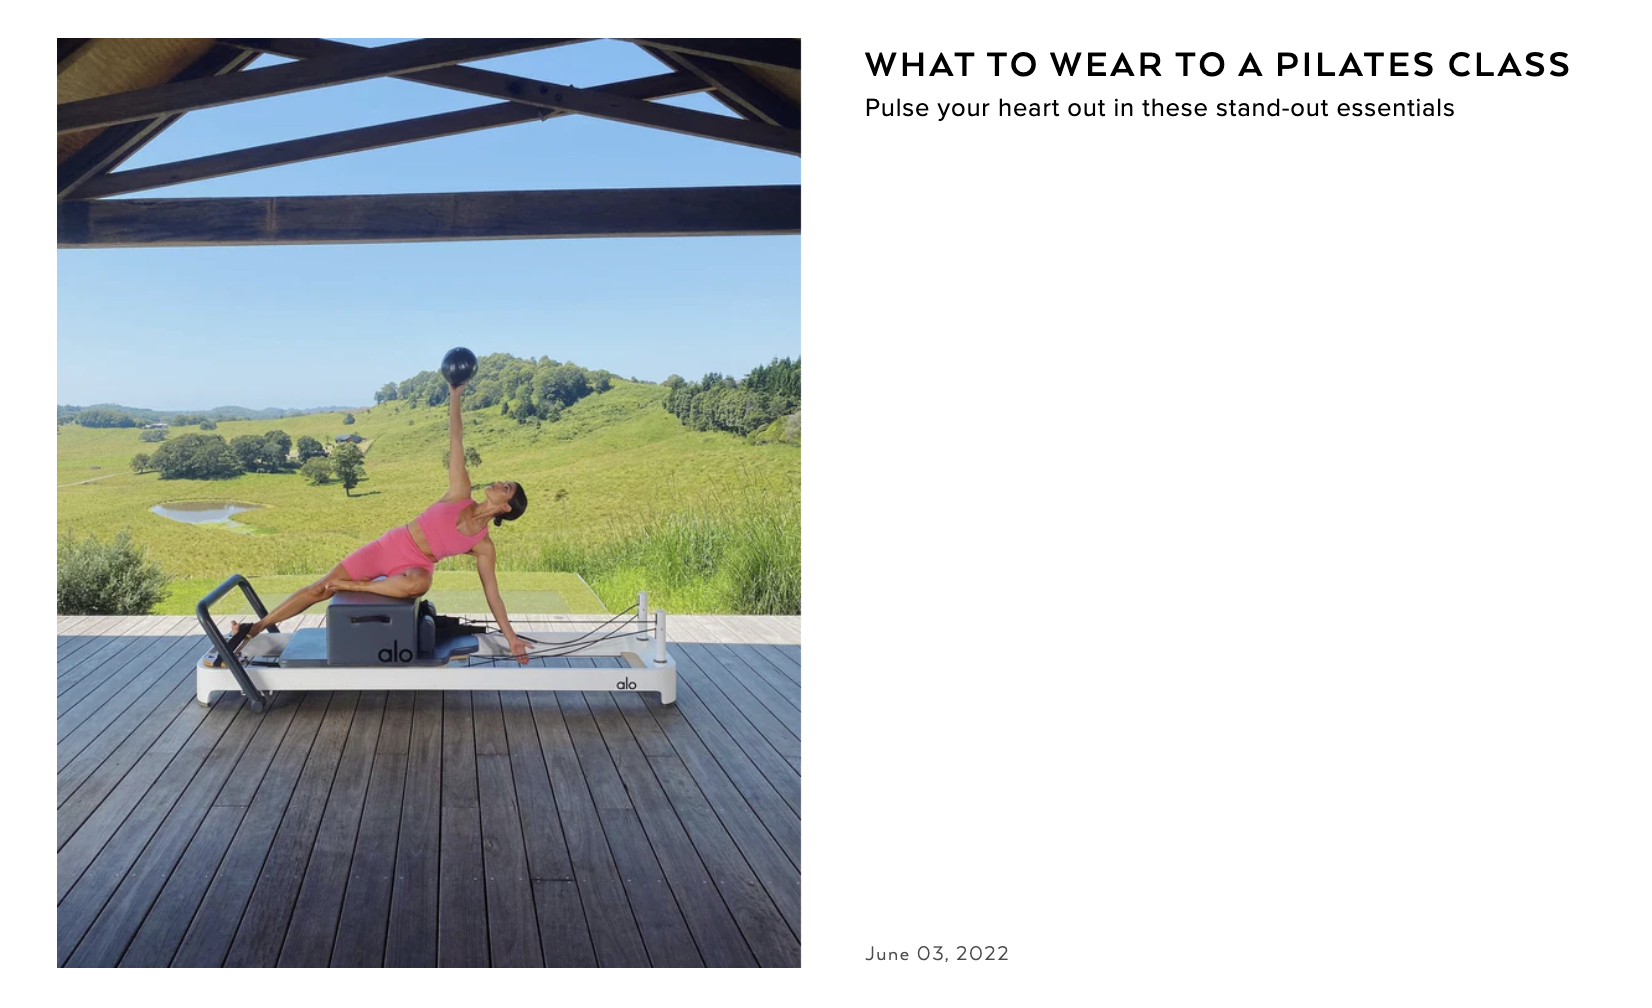 WHAT TO WEAR TO A PILATES CLASS
Pulse your heart out in these stand-out essentials
alo
alo
June 03, 2022